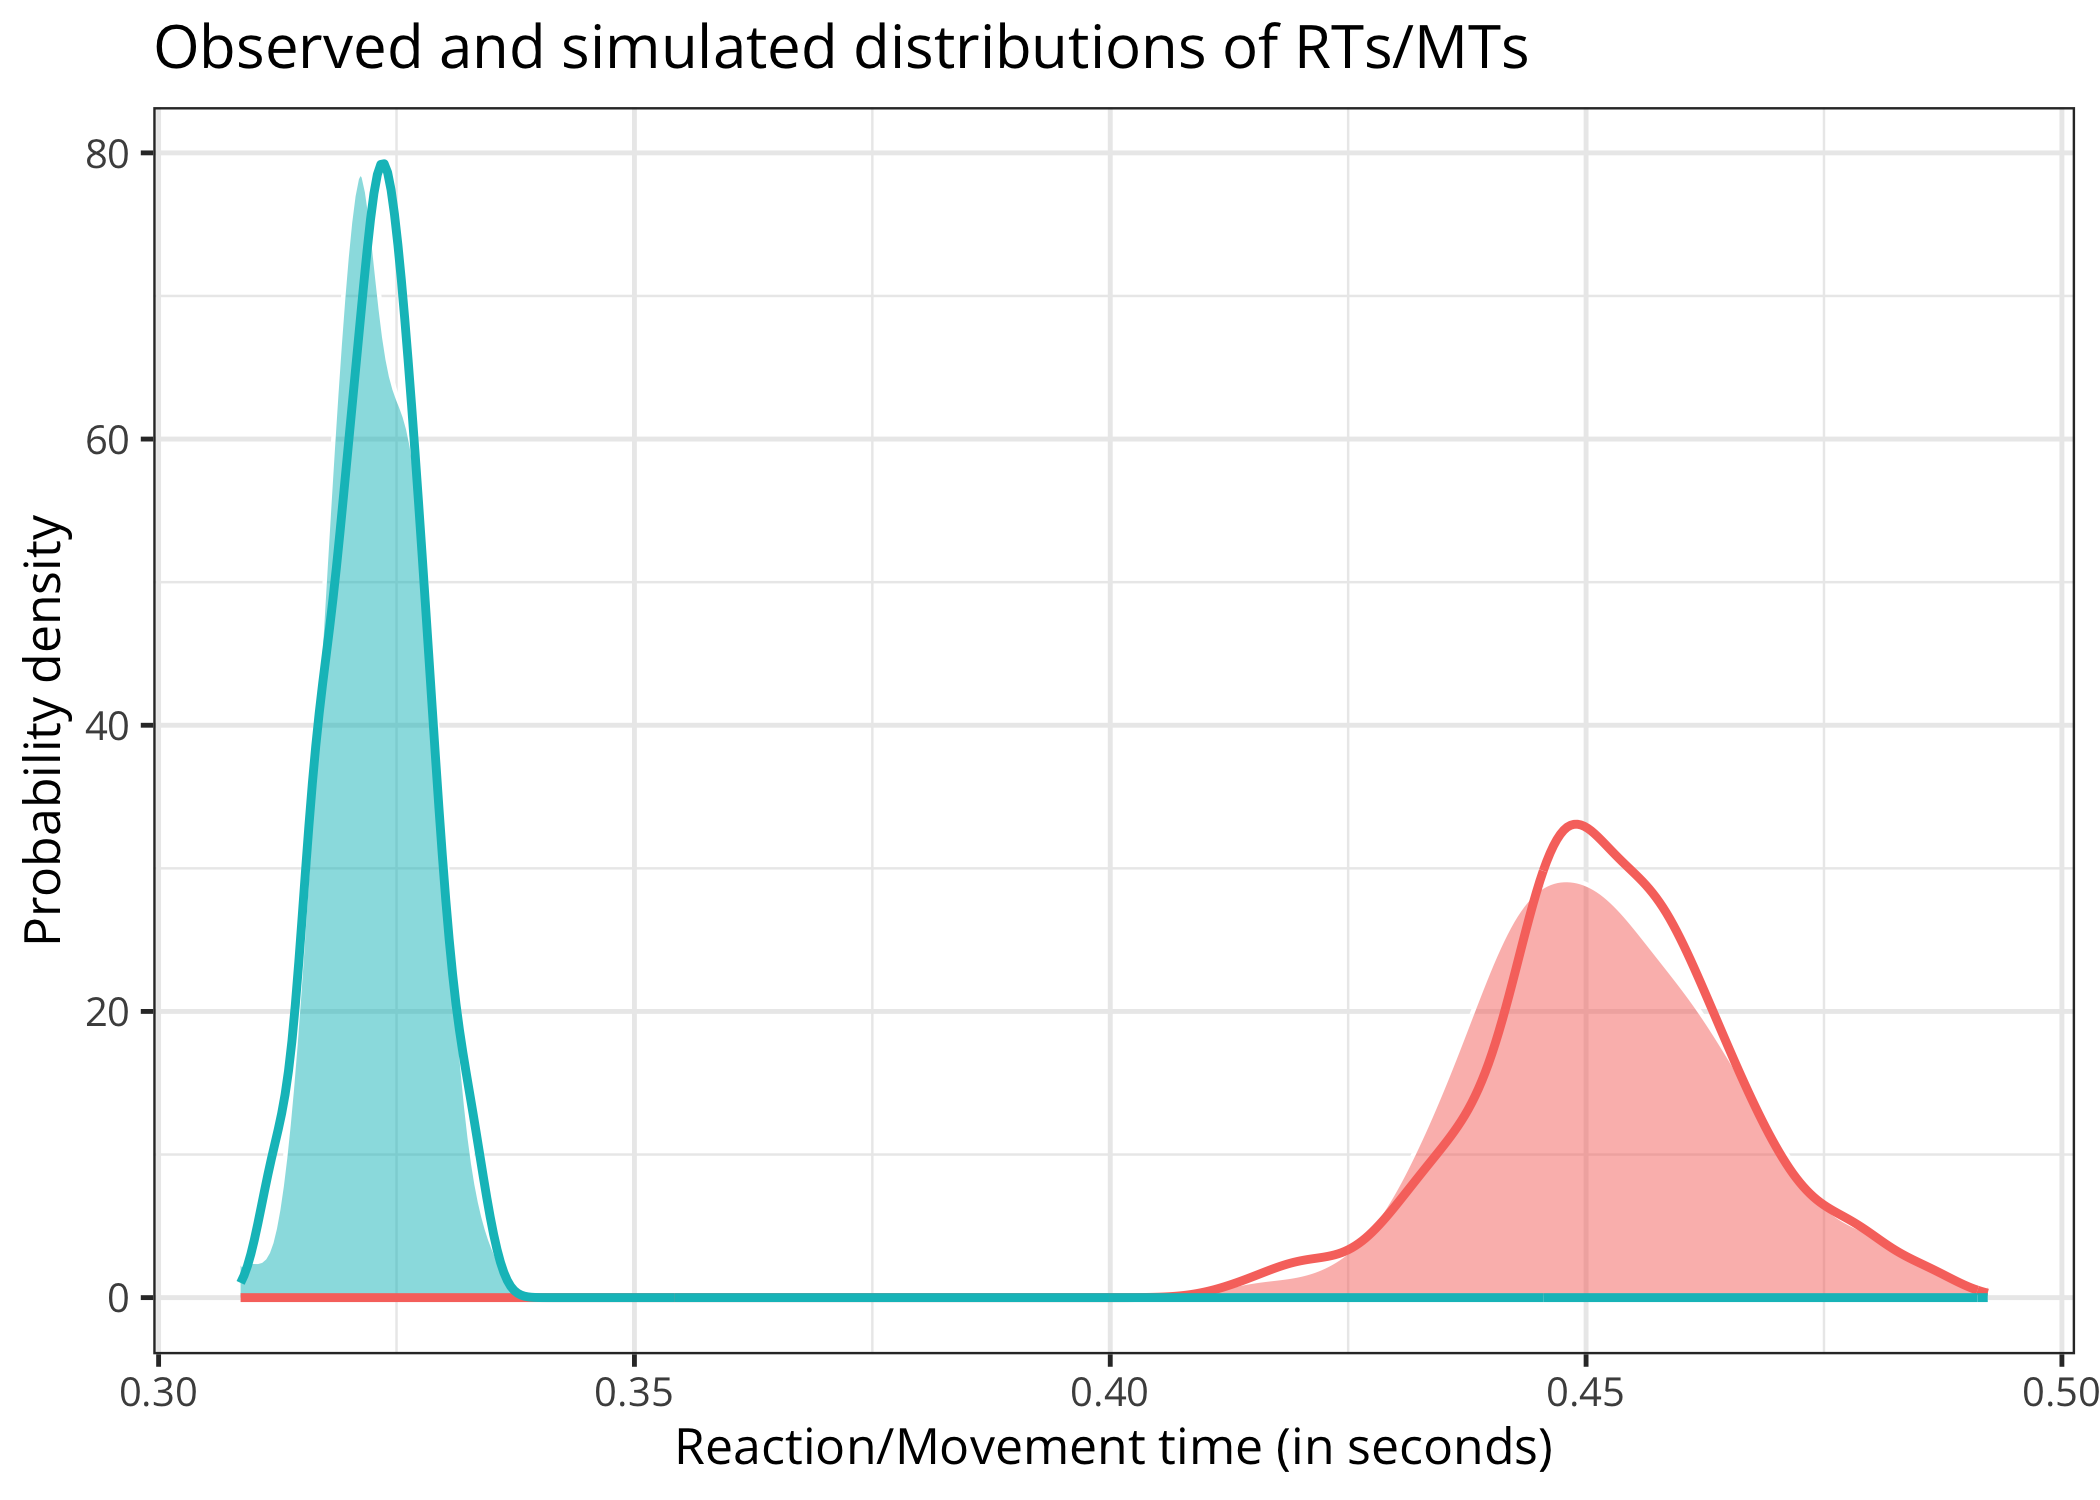 Observed and simulated distributions of RTs/MTs
Probability density
80
60
40
20
0
0.30 0.35 0.40 0.45 0.50
Reaction/Movement time (in seconds)